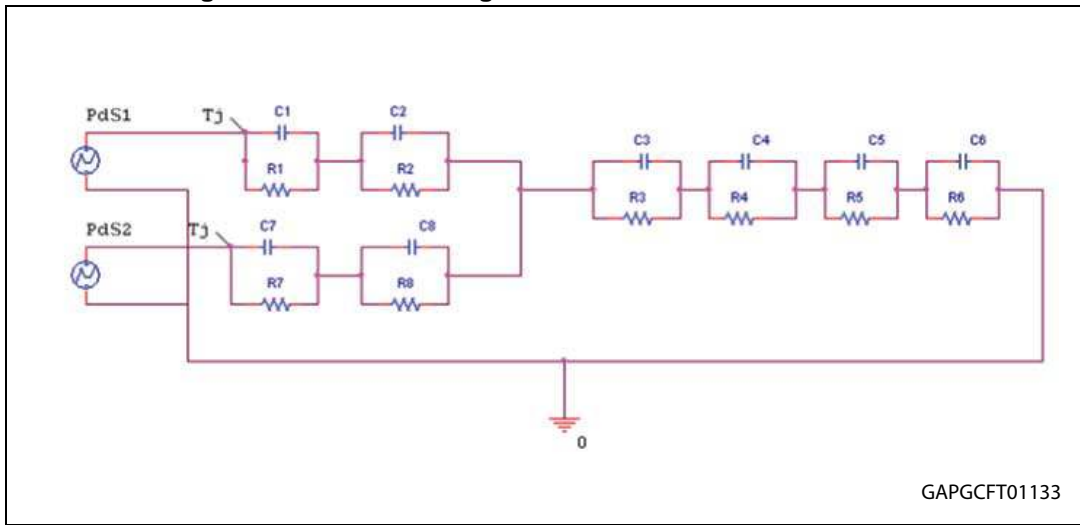 PdS1
Tj
C1
C2
R1
R2
C3
C4
C5
C6
R3
R4
R5
R6
PdS2
Tj
C7
C8
R7
R8
0
GAPGCFT01133